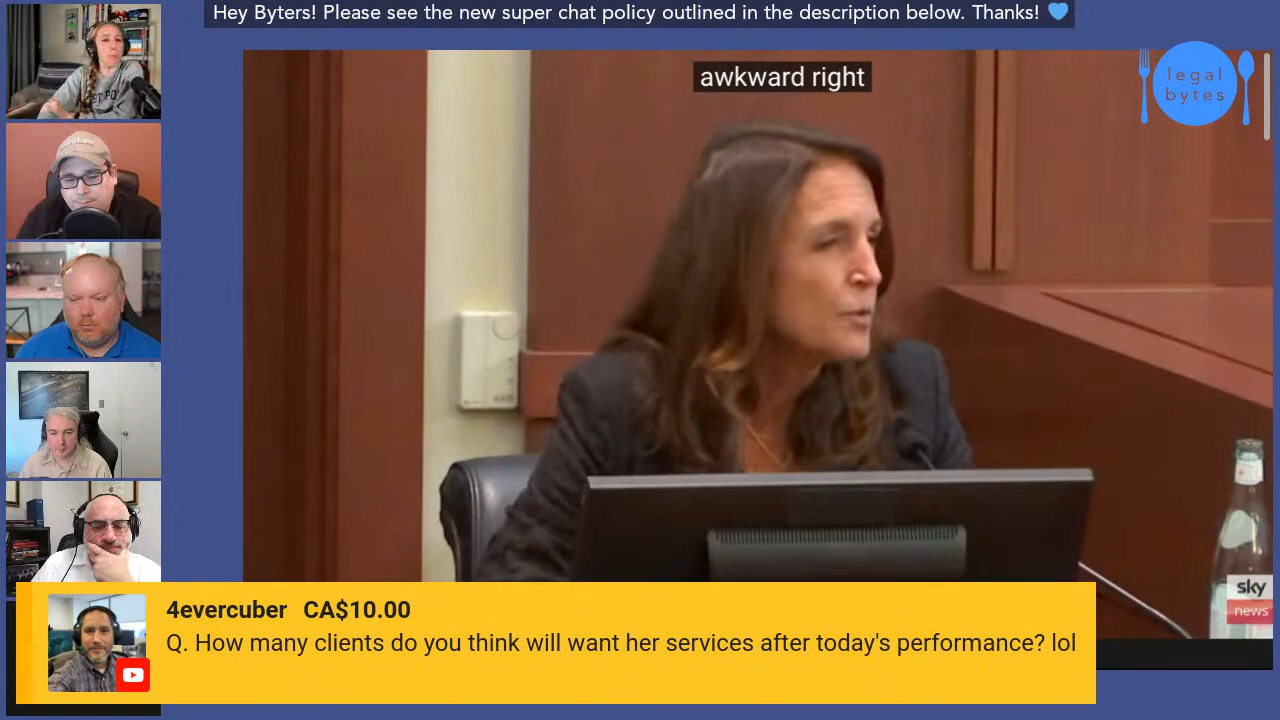 Hey Byters! Please see the new super chat policy outlined in the description below. Thanks! 💙
awkward right
legal
bytes
sky
news
4evercuber CA$10.00
Q. How many clients do you think will want her services after today's performance? lol